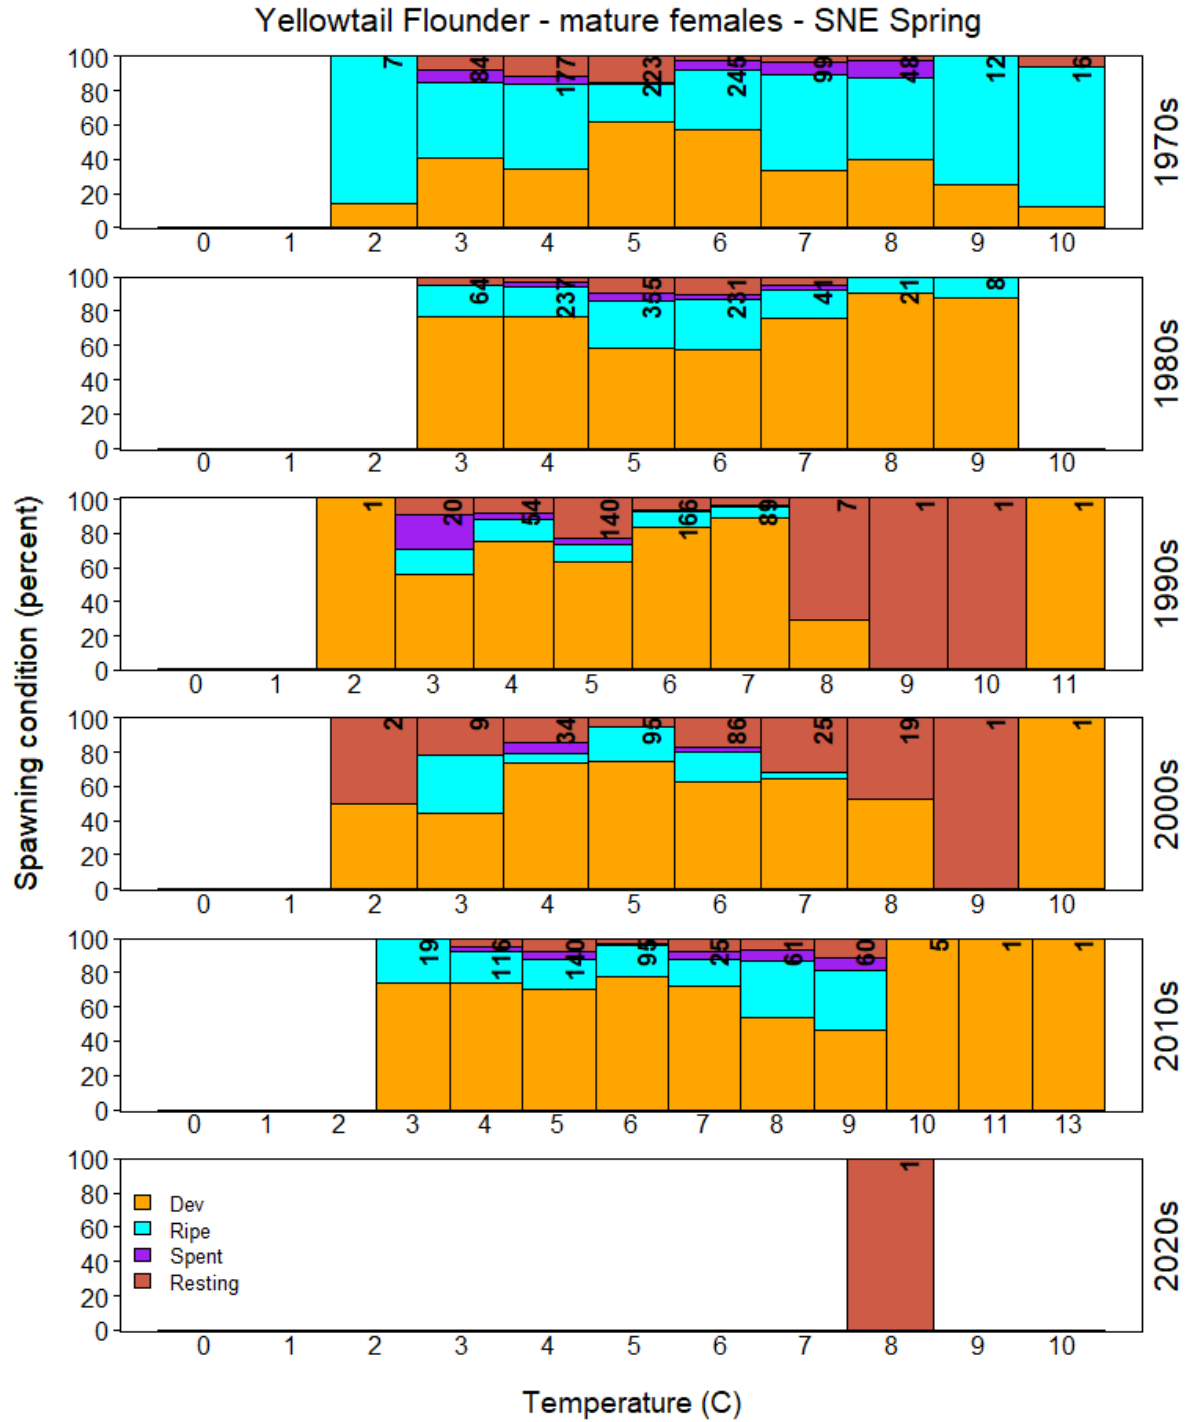 Yellowtail Flounder - mature females - SNE Spring
Spawning condition (percent)
100
80
60
40
20
0
7 84 177 223 245 99 48 12 16
0 1 2 3 4 5 6 7 8 9 10
1970s
100
80
60
40
20
0
64 237 355 231 41 21 8
0 1 2 3 4 5 6 7 8 9 10
1980s
100
80
60
40
20
0
1 20 54 140 166 89 7 1 1 1
0 1 2 3 4 5 6 7 8 9 10 11
1990s
100
80
60
40
20
0
2 9 34 95 86 25 19 1 1
0 1 2 3 4 5 6 7 8 9 10
2000s
100
80
60
40
20
0
19 116 140 95 25 61 60 5 1 1
0 1 2 3 4 5 6 7 8 9 10 11 13
2010s
100
80
60
40
20
0
1
Dev
Ripe
Spent
Resting
0 1 2 3 4 5 6 7 8 9 10
2020s
Temperature (C)